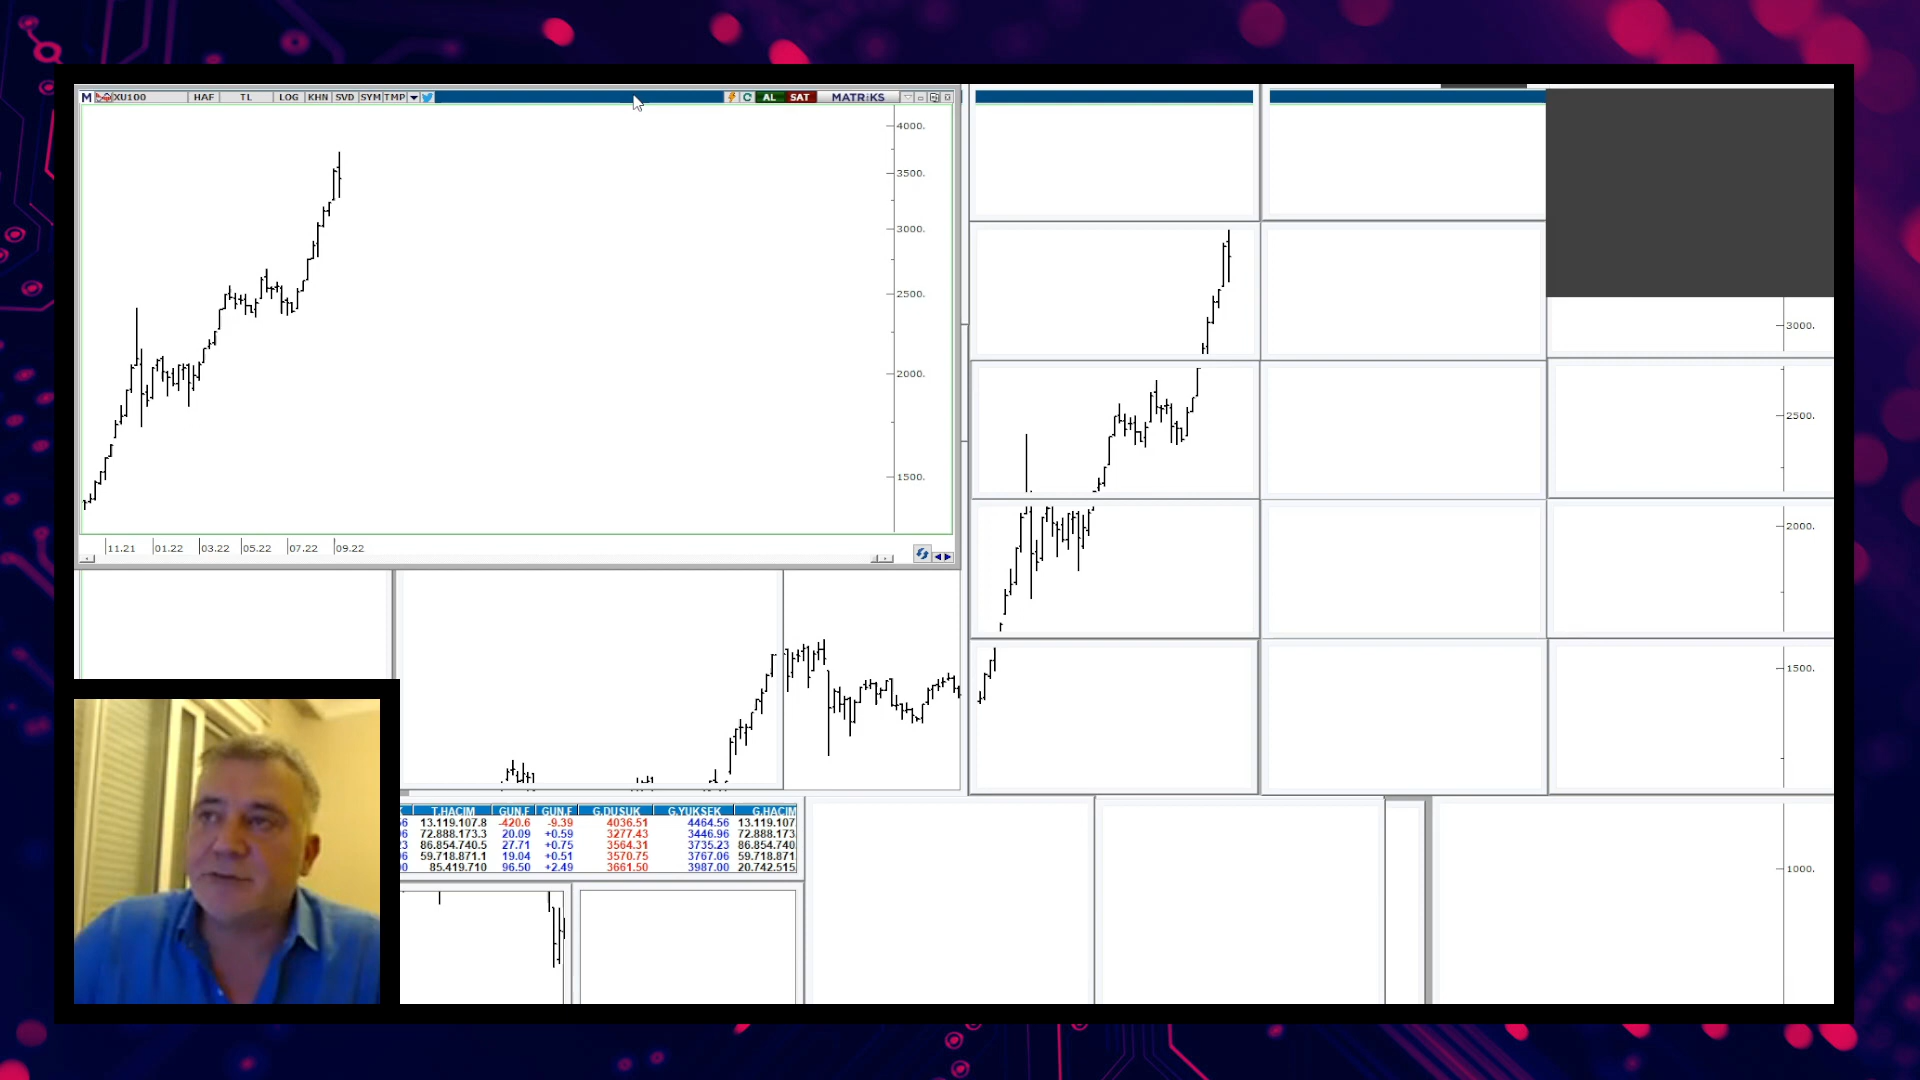 M XU100 HAF TL LOG KHN SVD SYM TMP AL SAT MATRiKS
4000.
3500.
3000.
2500.
2000.
1500.
11.21 01.22 03.22 05.22 07.22 09.22
3000.
2500.
2000.
1500.
1000.
T.HACIM GUN.F GUN.F G.DUSUK G.YUKSEK G.HACIM
6 13.119.107.8 -420.6 -9.39 4036.51 4464.56 13.119.107
6 72.888.173.3 20.09 +0.59 3277.43 3446.96 72.888.173
3 86.854.740.5 27.71 +0.75 3564.31 3735.23 86.854.740
6 59.718.871.1 19.04 +0.51 3570.75 3767.06 59.718.871
0 85.419.710 96.50 +2.49 3661.50 3987.00 20.742.515